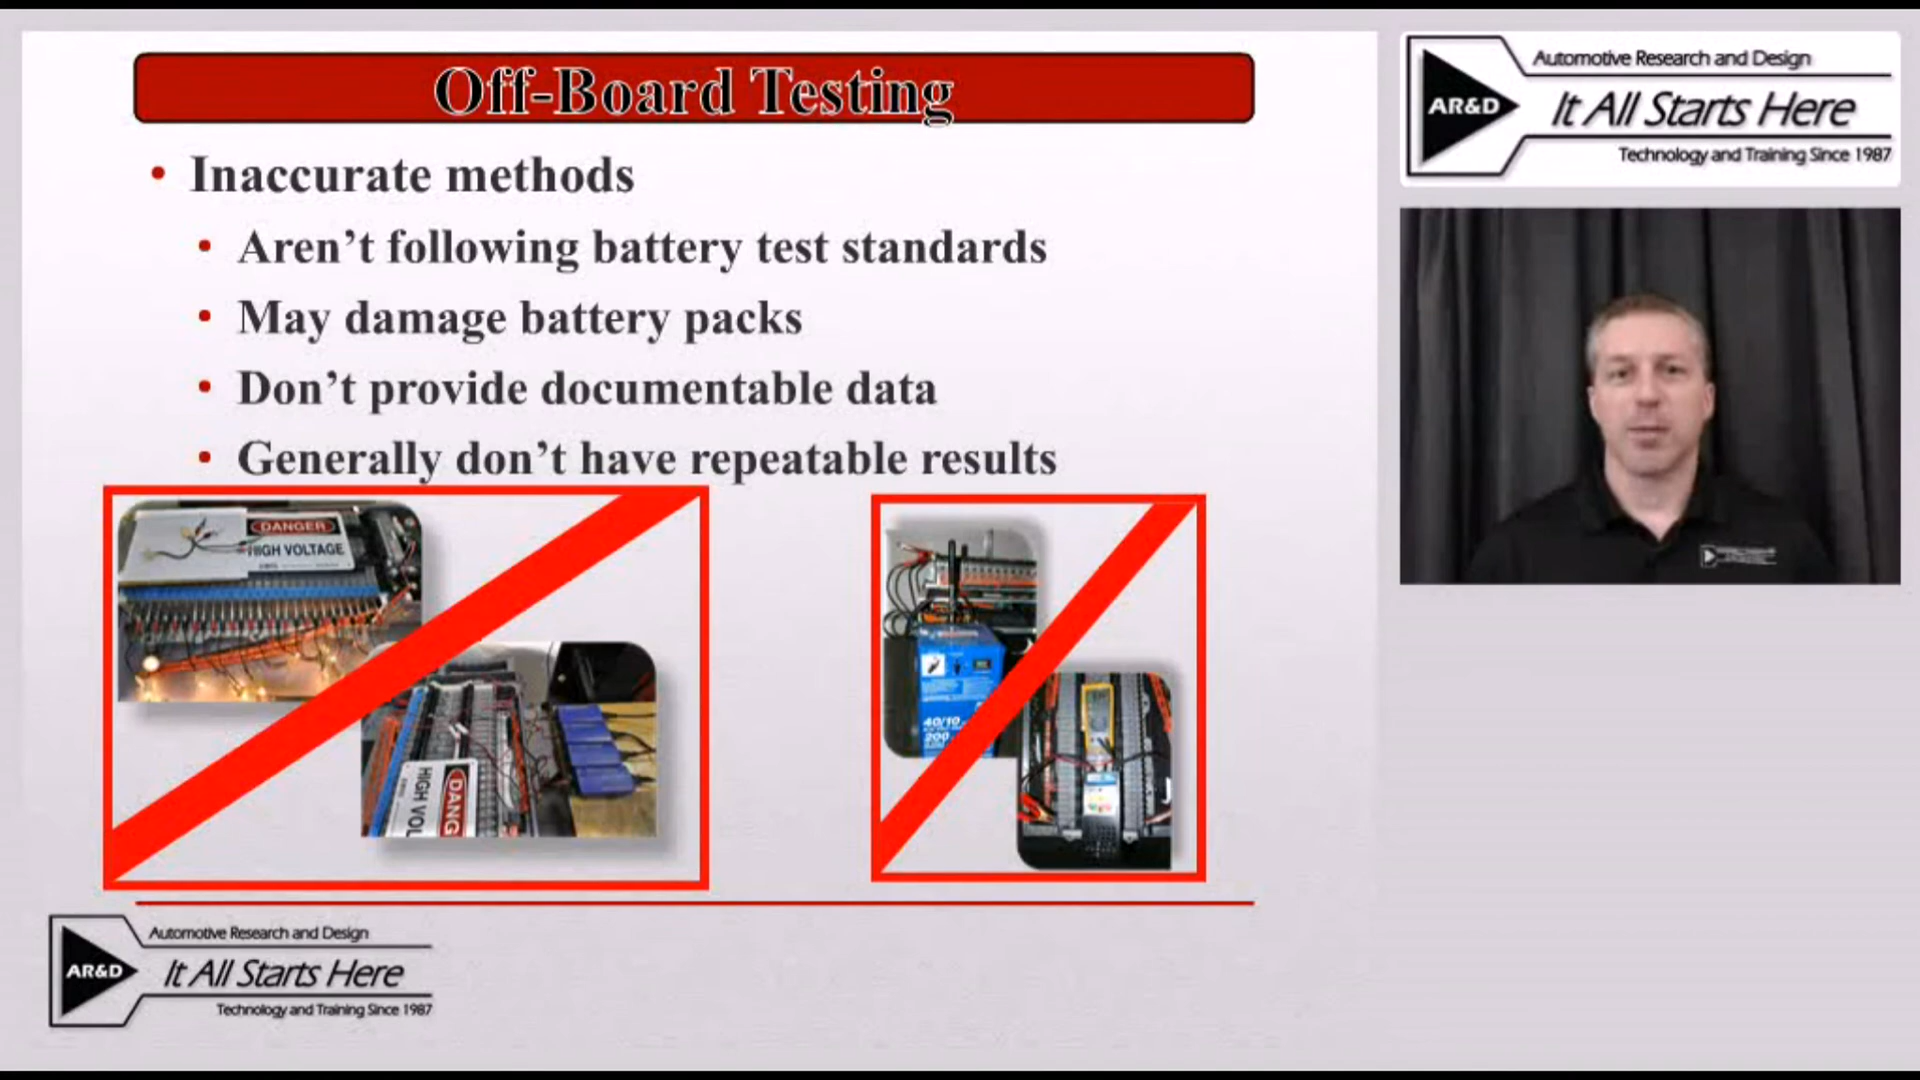 Off-Board Testing
Inaccurate methods
Aren’t following battery test standards
May damage battery packs
Don’t provide documentable data
Generally don’t have repeatable results
DANGER
HIGH VOLTAGE
HIGH VOL
DANG
40/10
200
Automotive Research and Design
AR&D
It All Starts Here
Technology and Training Since 1987
Automotive Research and Design
AR&D
It All Starts Here
Technology and Training Since 1987